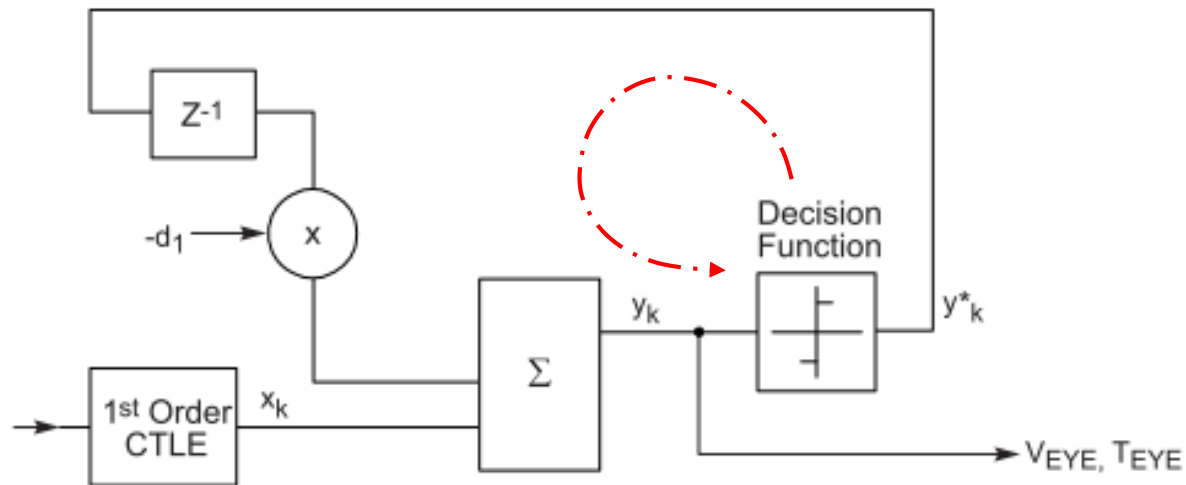 Z-1
-d1
x
Decision
Function
yk
y*k
Σ
xk
1st Order
CTLE
VEYE, TEYE